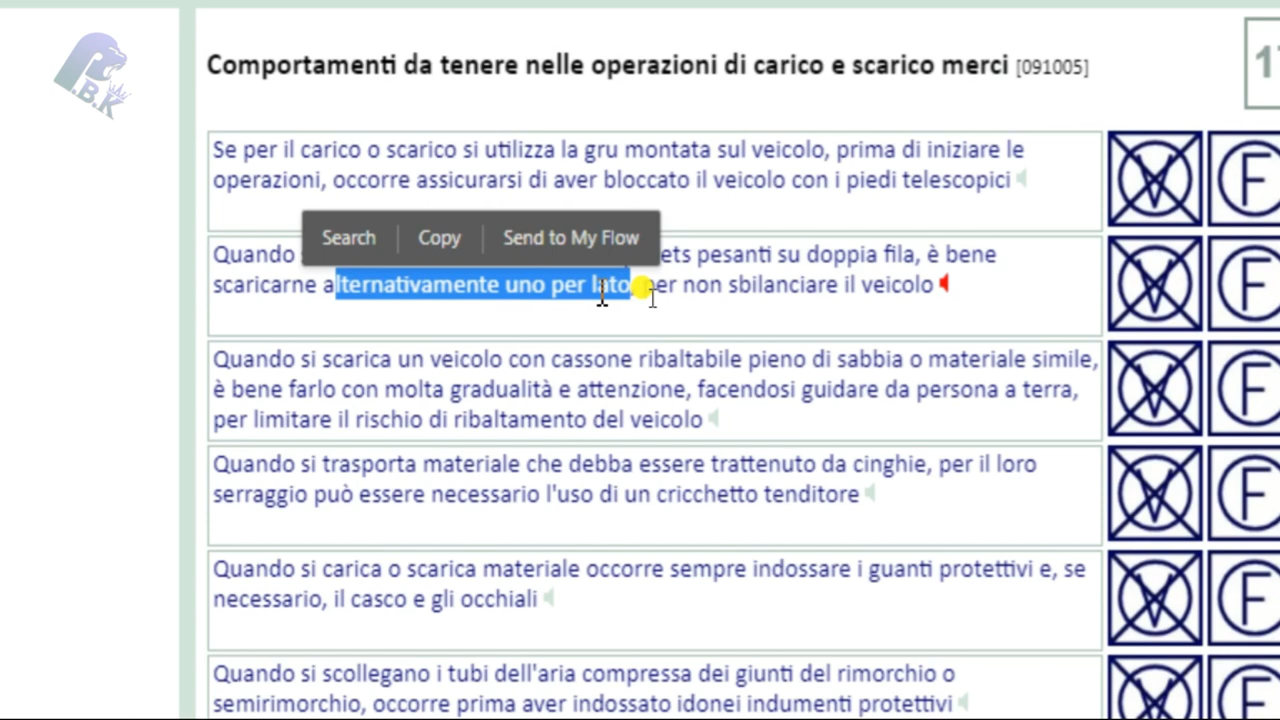 P.B.K
Comportamenti da tenere nelle operazioni di carico e scarico merci [091005]
Se per il carico o scarico si utilizza la gru montata sul veicolo, prima di iniziare le
operazioni, occorre assicurarsi di aver bloccato il veicolo con i piedi telescopici
V F
Search Copy Send to My Flow
Quando ets pesanti su doppia fila, è bene
scaricarne alternativamente uno per lato, per non sbilanciare il veicolo
V F
Quando si scarica un veicolo con cassone ribaltabile pieno di sabbia o materiale simile,
è bene farlo con molta gradualità e attenzione, facendosi guidare da persona a terra,
per limitare il rischio di ribaltamento del veicolo
V F
Quando si trasporta materiale che debba essere trattenuto da cinghie, per il loro
serraggio può essere necessario l'uso di un cricchetto tenditore
V F
Quando si carica o scarica materiale occorre sempre indossare i guanti protettivi e, se
necessario, il casco e gli occhiali
V F
Quando si scollegano i tubi dell'aria compressa dei giunti del rimorchio o
semirimorchio, occorre prima aver indossato idonei indumenti protettivi
V F